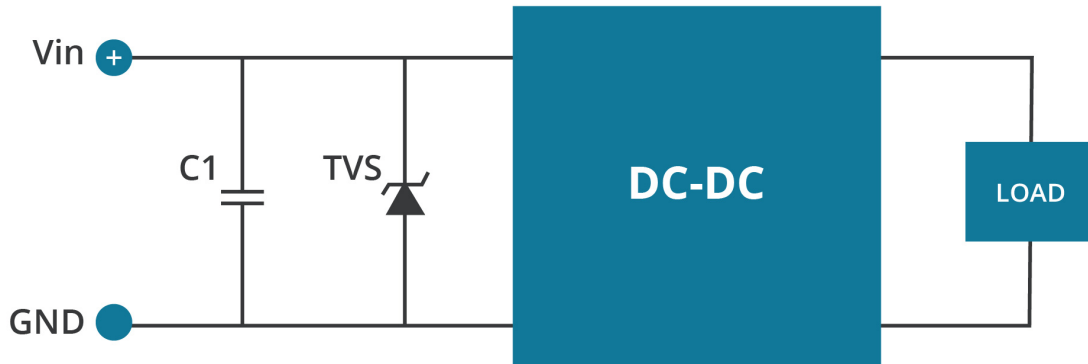 Vin
+
C1
TVS
DC-DC
LOAD
GND